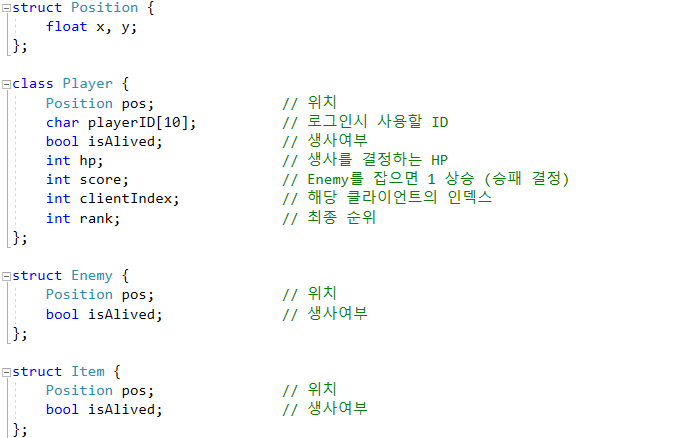 struct Position {
    float x, y;
};

class Player {
    Position pos;               // 위치
    char playerID[10];          // 로그인시 사용할 ID
    bool isAlived;              // 생사여부
    int hp;                     // 생사를 결정하는 HP
    int score;                  // Enemy를 잡으면 1 상승 (승패 결정)
    int clientIndex;            // 해당 클라이언트의 인덱스
    int rank;                   // 최종 순위
};

struct Enemy {
    Position pos;               // 위치
    bool isAlived;              // 생사여부
};

struct Item {
    Position pos;               // 위치
    bool isAlived;              // 생사여부
};